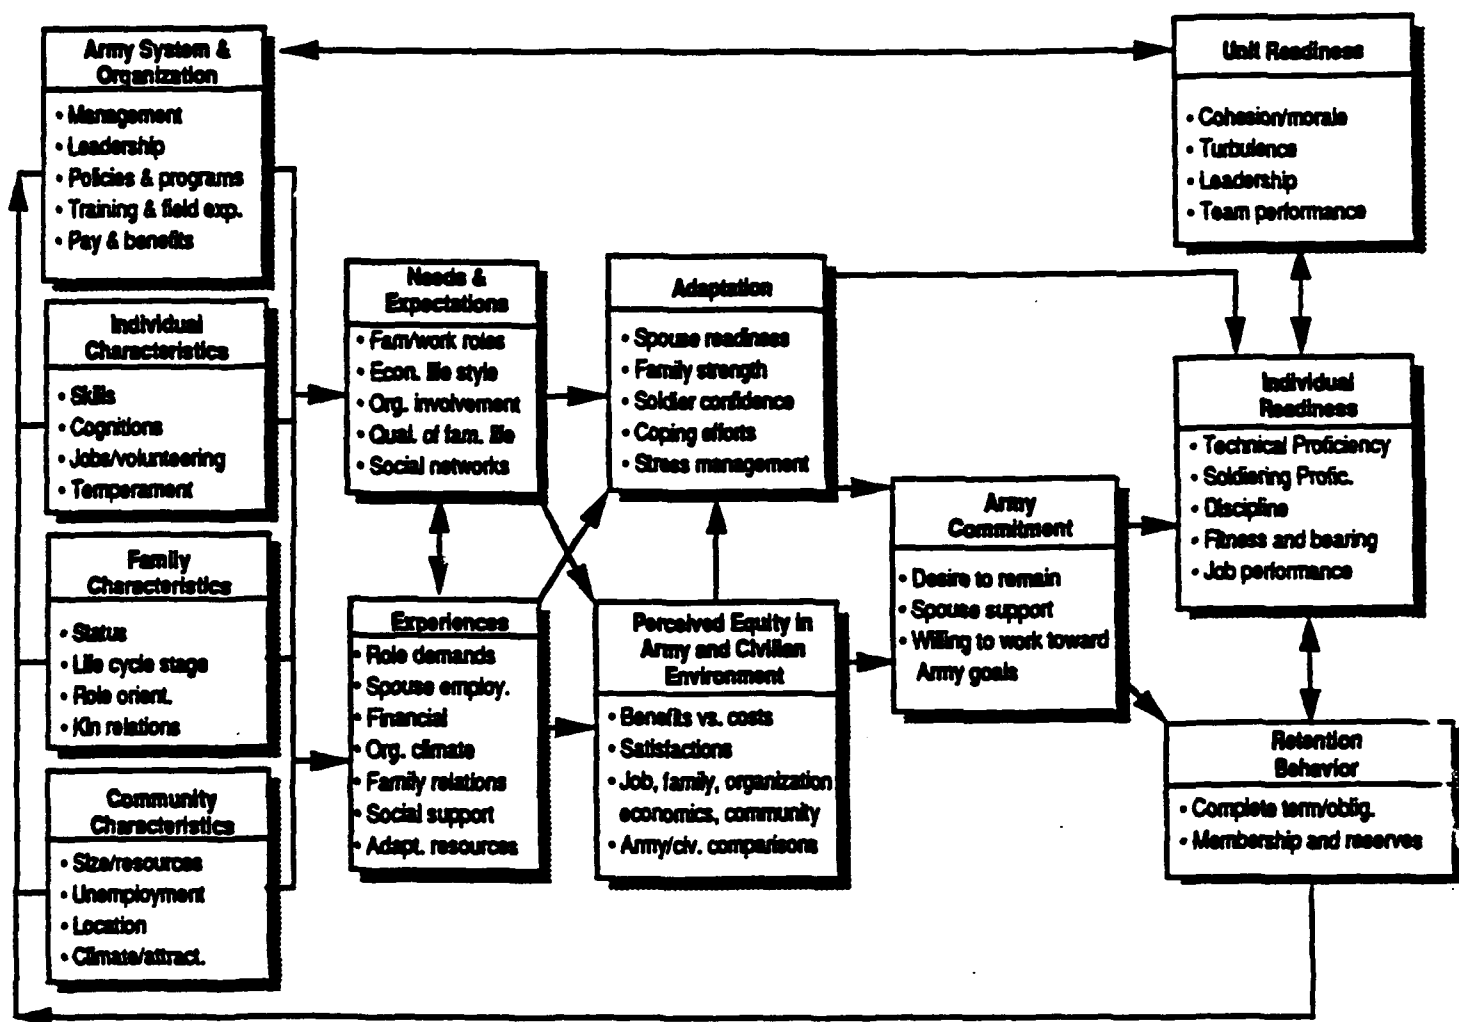 Army System &
Organization
• Management
• Leadership
• Policies & programs
• Training & field exp.
• Pay & benefits
Individual
Characteristics
• Skills
• Cognitions
• Jobs/volunteering
• Temperament
Family
Characteristics
• Status
• Life cycle stage
• Role orient.
• Kin relations
Community
Characteristics
• Size/resources
• Unemployment
• Location
• Climate/attract.
Needs &
Expectations
• Fam/work roles
• Econ. life style
• Org. involvement
• Qual. of fam. life
• Social networks
Experiences
• Role demands
• Spouse employ.
• Financial
• Org. climate
• Family relations
• Social support
• Adapt. resources
Adaptation
• Spouse readiness
• Family strength
• Soldier confidence
• Coping efforts
• Stress management
Perceived Equity in
Army and Civilian
Environment
• Benefits vs. costs
• Satisfactions
• Job, family, organization
economics, community
• Army/civ. comparisons
Army
Commitment
• Desire to remain
• Spouse support
• Willing to work toward
Army goals
Unit Readiness
• Cohesion/morale
• Turbulence
• Leadership
• Team performance
Individual
Readiness
• Technical Proficiency
• Soldiering Profic.
• Discipline
• Fitness and bearing
• Job performance
Retention
Behavior
• Complete term/oblig.
• Membership and reserves